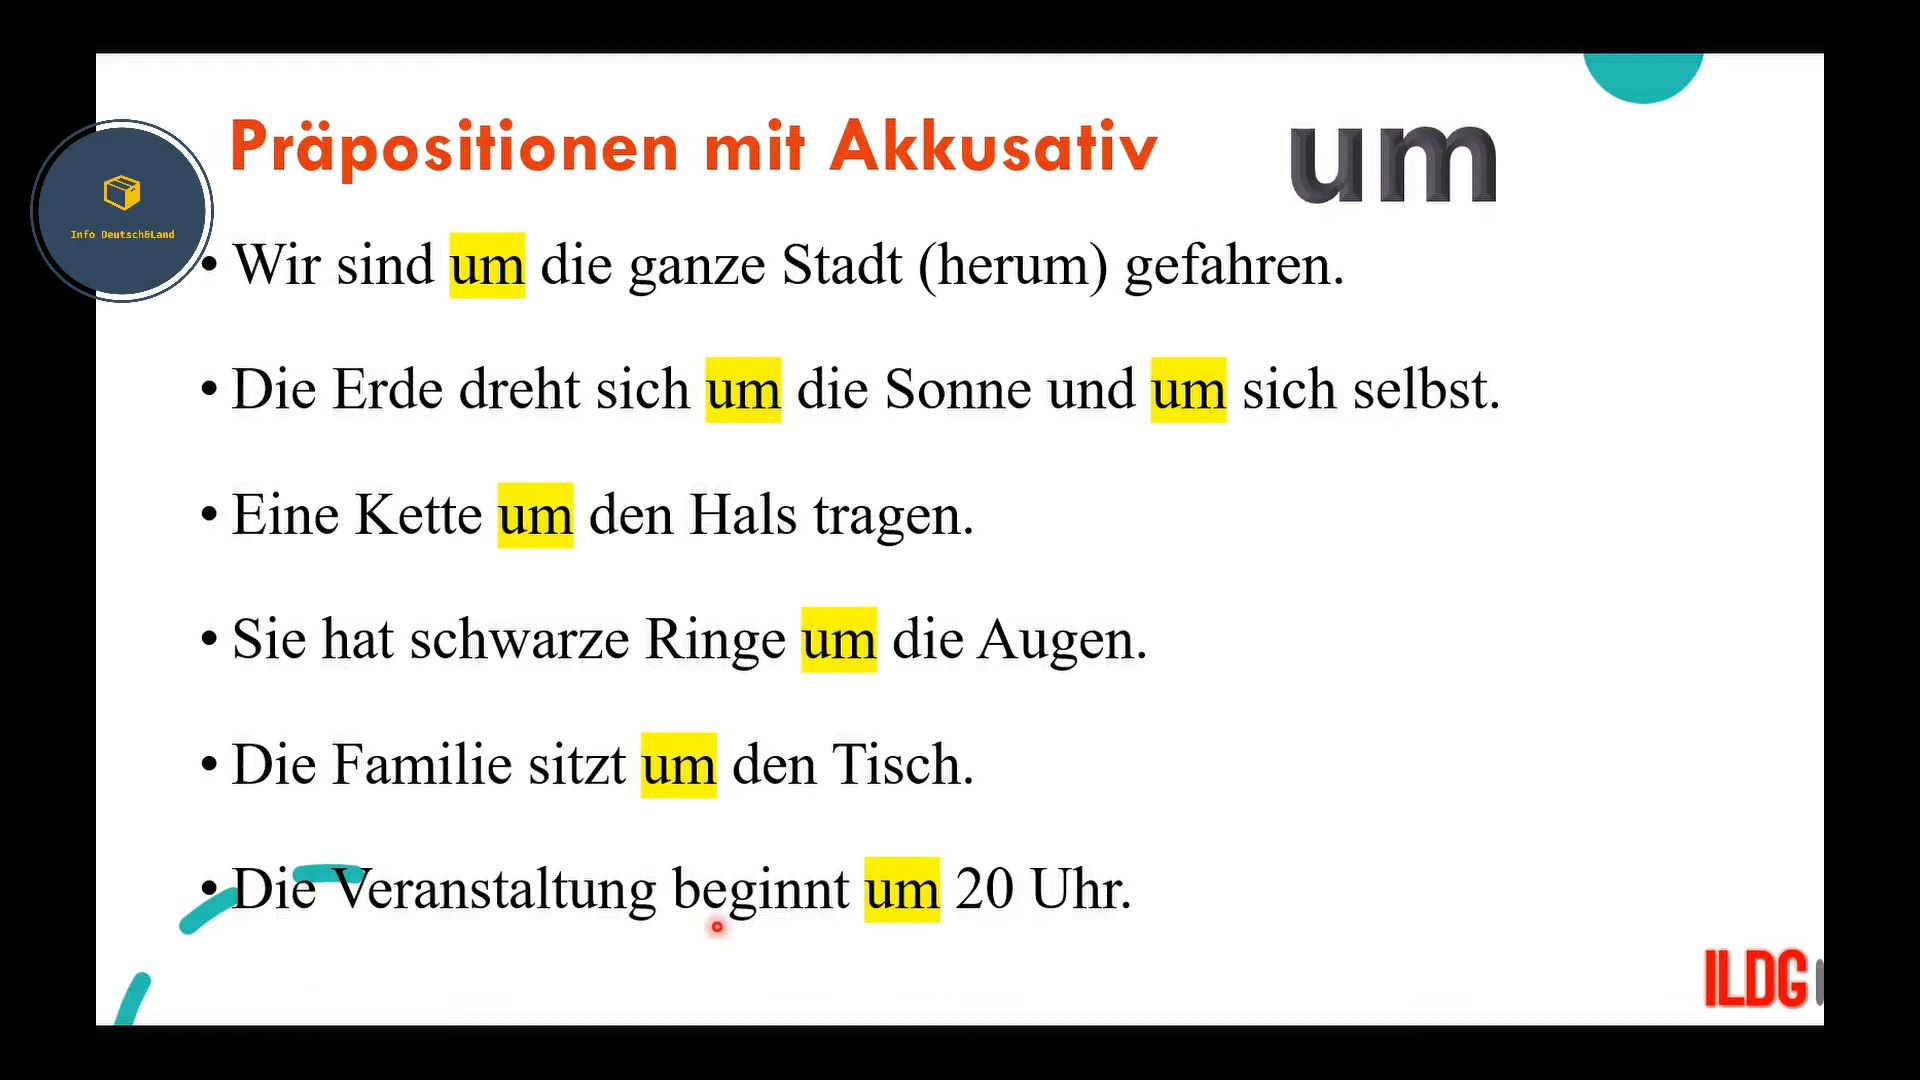 Präpositionen mit Akkusativ
um
Info Deutsch&Land
• Wir sind um die ganze Stadt (herum) gefahren.
• Die Erde dreht sich um die Sonne und um sich selbst.
• Eine Kette um den Hals tragen.
• Sie hat schwarze Ringe um die Augen.
• Die Familie sitzt um den Tisch.
• Die Veranstaltung beginnt um 20 Uhr.
ILDG